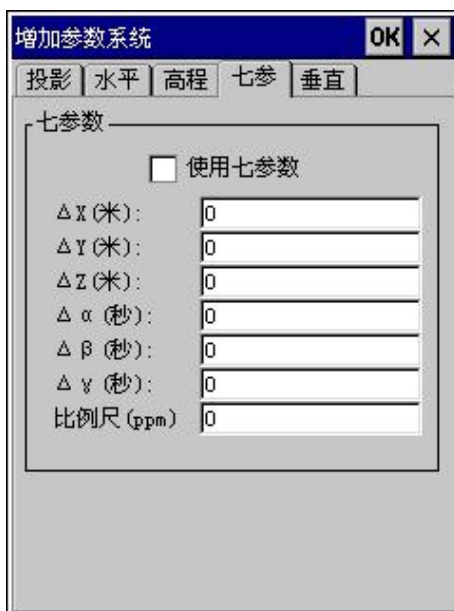 增加参数系统 OK ×
投影 水平 高程 七参 垂直
七参数
使用七参数
ΔX(米): 0
ΔY(米): 0
ΔZ(米): 0
Δα(秒): 0
Δβ(秒): 0
Δγ(秒): 0
比例尺(ppm) 0